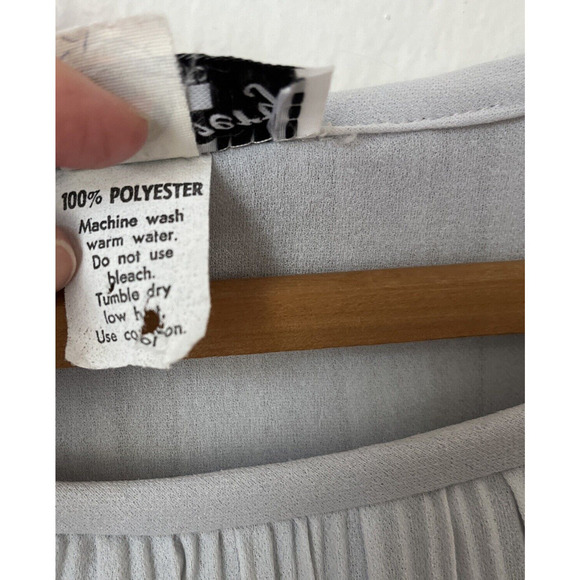 100% POLYESTER
Machine wash
warm water.
Do not use
bleach.
Tumble dry
low
Use